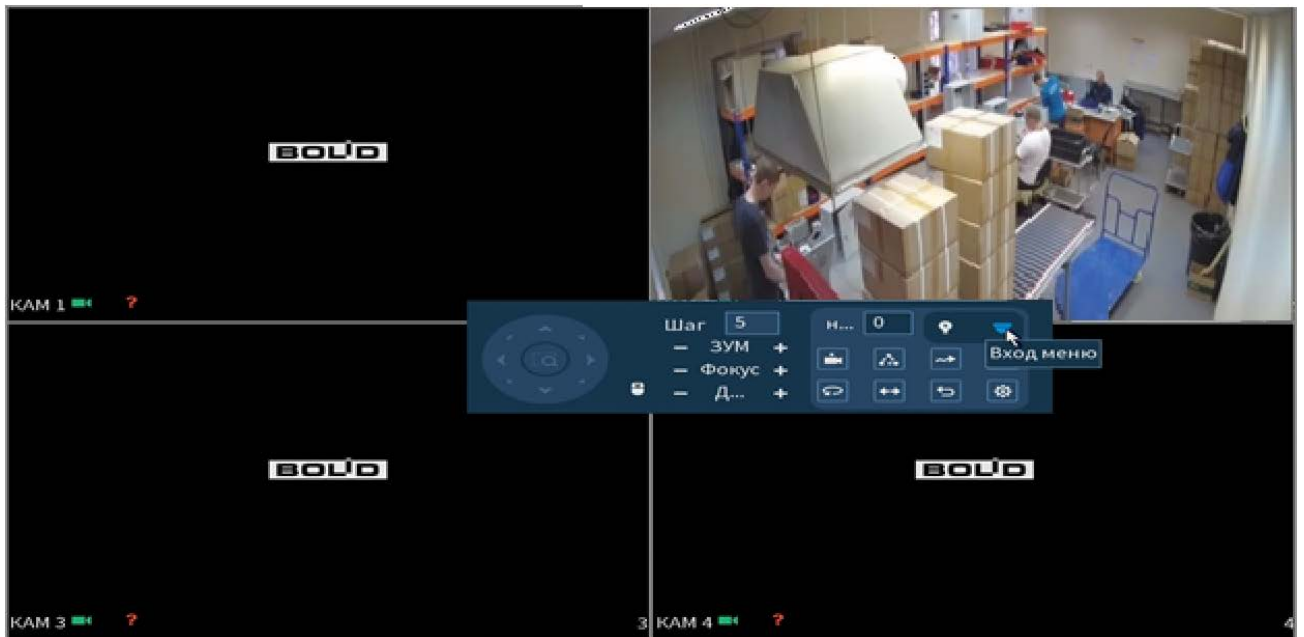 BOLID
КАМ 1 ?
Шаг 5
н... 0
– ЗУМ +
– Фокус +
– Д... +
Вход меню
BOLID
BOLID
КАМ 3 ?
3
КАМ 4 ?
4